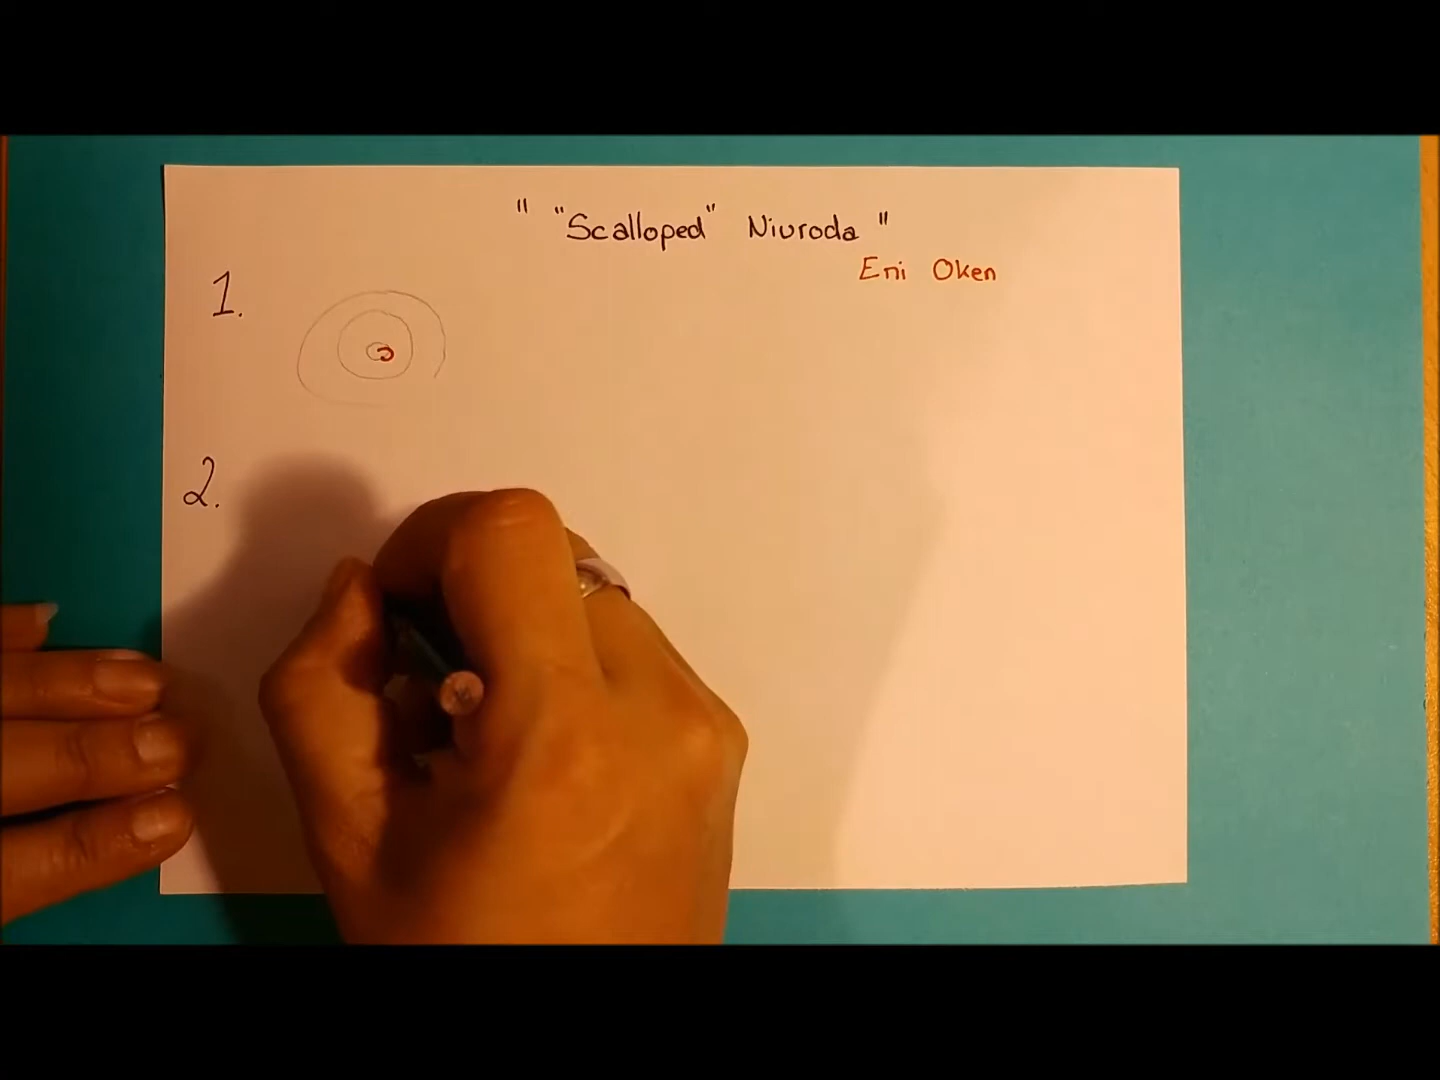 " "Scalloped" Niuroda "
Eni Oken
1.
2.